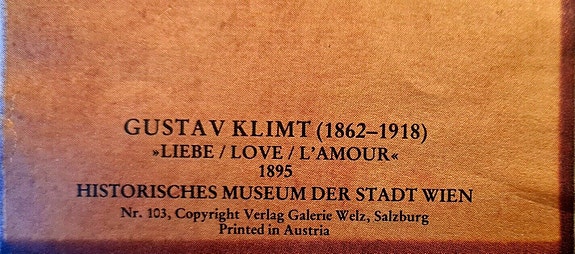 GUSTAV KLIMT (1862–1918)
»LIEBE / LOVE / L'AMOUR«
1895
HISTORISCHES MUSEUM DER STADT WIEN
Nr. 103, Copyright Verlag Galerie Welz, Salzburg
Printed in Austria